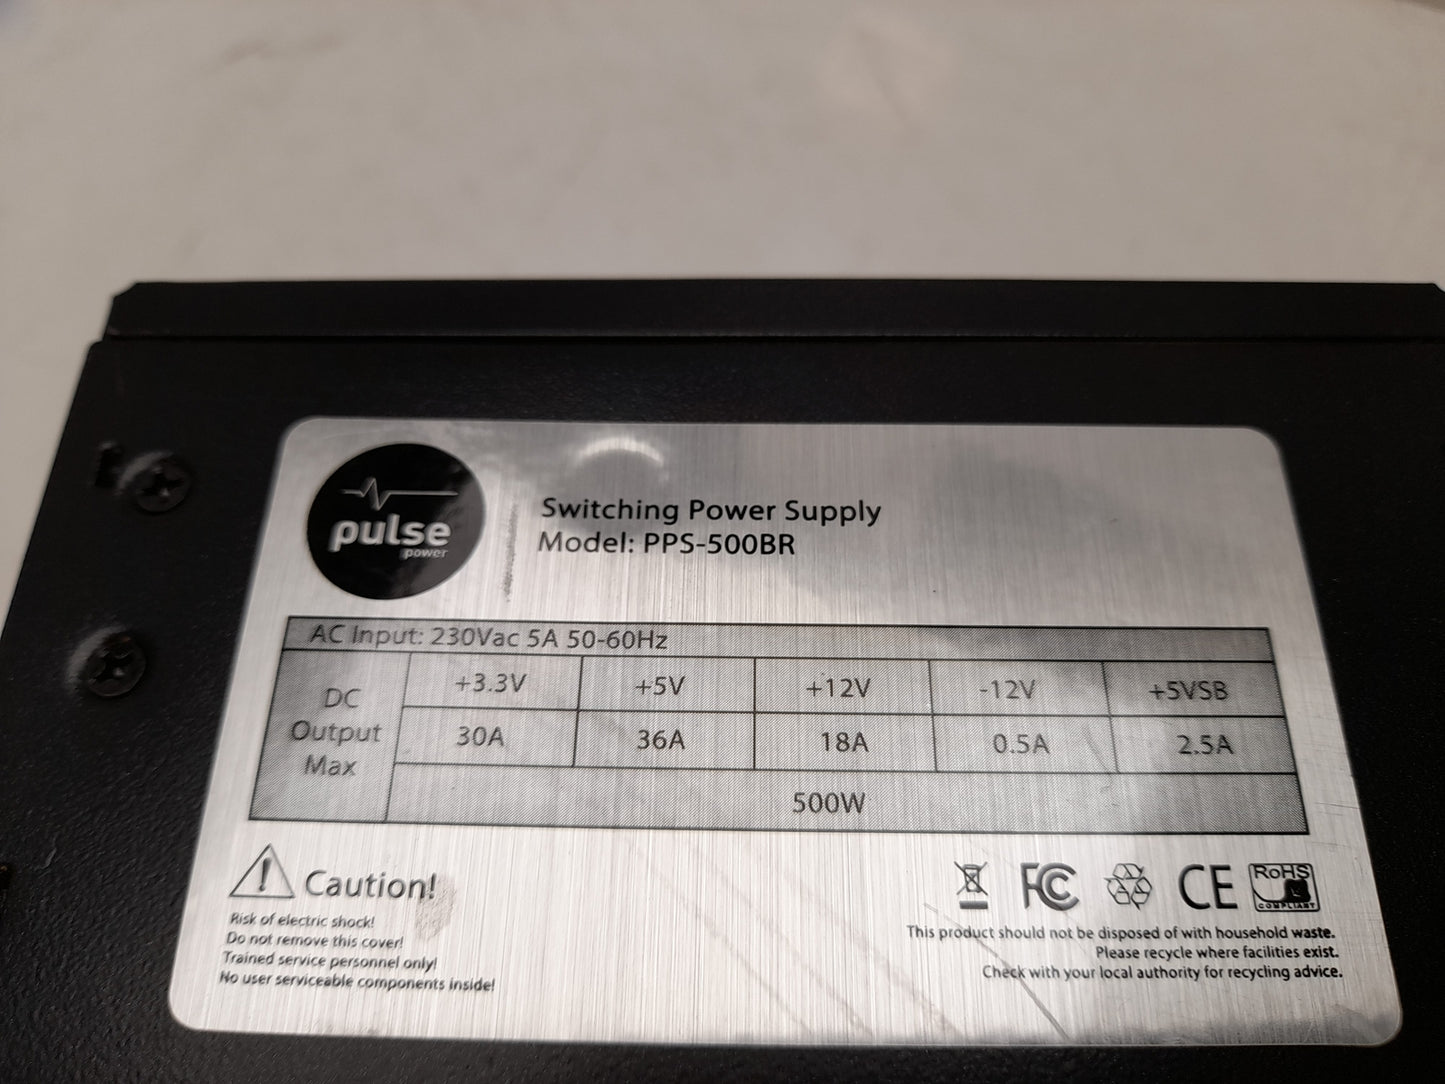 pulse
power
Switching Power Supply
Model: PPS-500BR
AC Input: 230Vac 5A 50-60Hz
DC Output Max
+3.3V +5V +12V -12V +5VSB
30A 36A 18A 0.5A 2.5A
500W
Caution!
Risk of electric shock!
Do not remove this cover!
Trained service personnel only!
No user serviceable components inside!
FC CE RoHS
COMPLIANT
This product should not be disposed of with household waste.
Please recycle where facilities exist.
Check with your local authority for recycling advice.